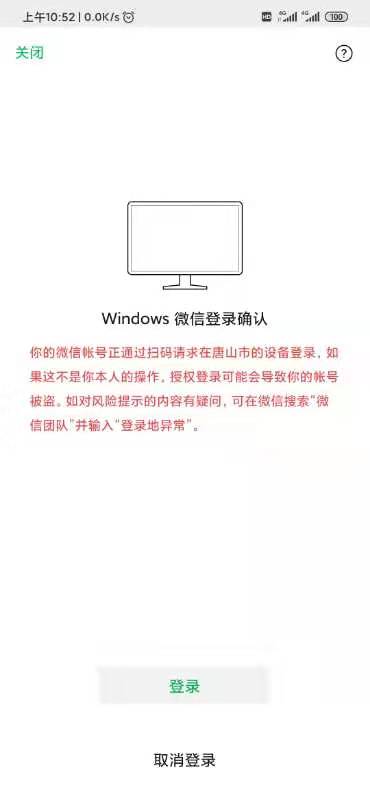 上午10:52 | 0.0K/s
HD 4G 4G 100
关闭
?
Windows 微信登录确认
你的微信帐号正通过扫码请求在唐山市的设备登录，如
果这不是你本人的操作，授权登录可能会导致你的帐号
被盗。如对风险提示的内容有疑问，可在微信搜索“微
信团队”并输入“登录地异常”。
登录
取消登录